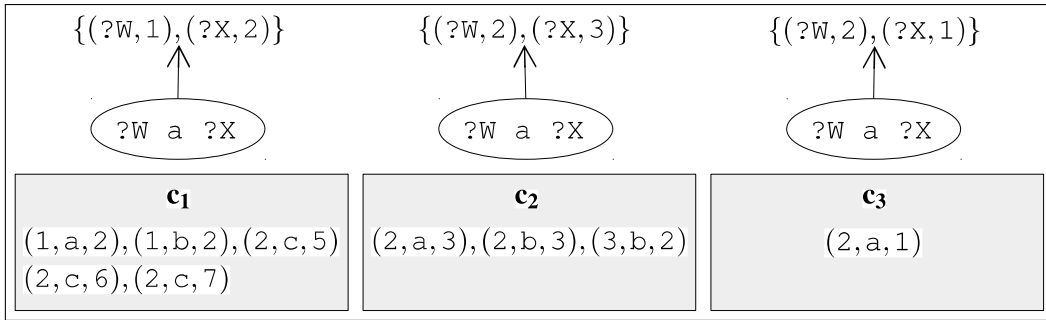 {(?W,1),(?X,2)} {(?W,2),(?X,3)} {(?W,2),(?X,1)}
?W a ?X ?W a ?X ?W a ?X
c₁ c₂ c₃
(1,a,2),(1,b,2),(2,c,5) (2,a,3),(2,b,3),(3,b,2) (2,a,1)
(2,c,6),(2,c,7)